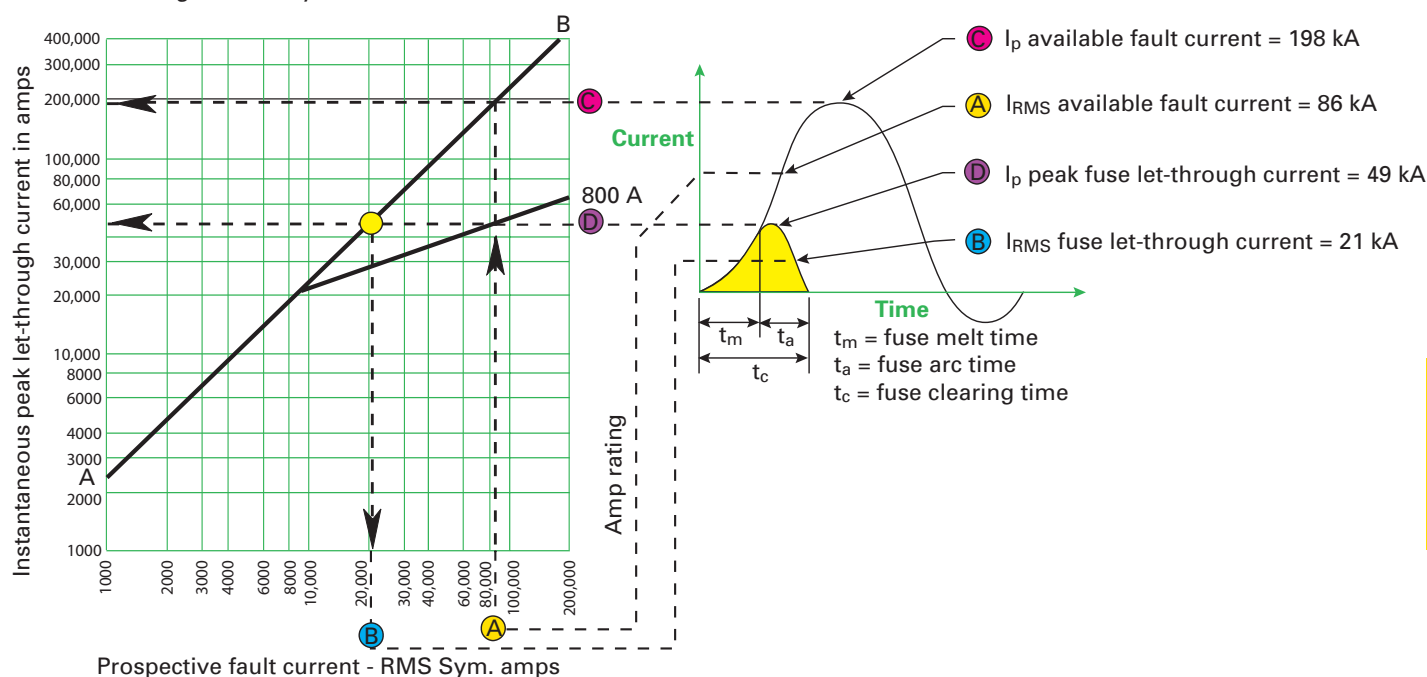 B
400,000
300,000
200,000
100,000
80,000
60,000
30,000
20,000
10,000
8000
6000
4000
3000
2000
1000
A
Instantaneous peak let-through current in amps
800 A
C
D
1000
2000
3000
4000
6000
8000
10,000
20,000
30,000
40,000
60,000
80,000
100,000
200,000
B
A
Prospective fault current - RMS Sym. amps
Amp rating
Current
Time
tm
ta
tc
tm = fuse melt time
ta = fuse arc time
tc = fuse clearing time
C Ip available fault current = 198 kA
A IRMS available fault current = 86 kA
D Ip peak fuse let-through current = 49 kA
B IRMS fuse let-through current = 21 kA